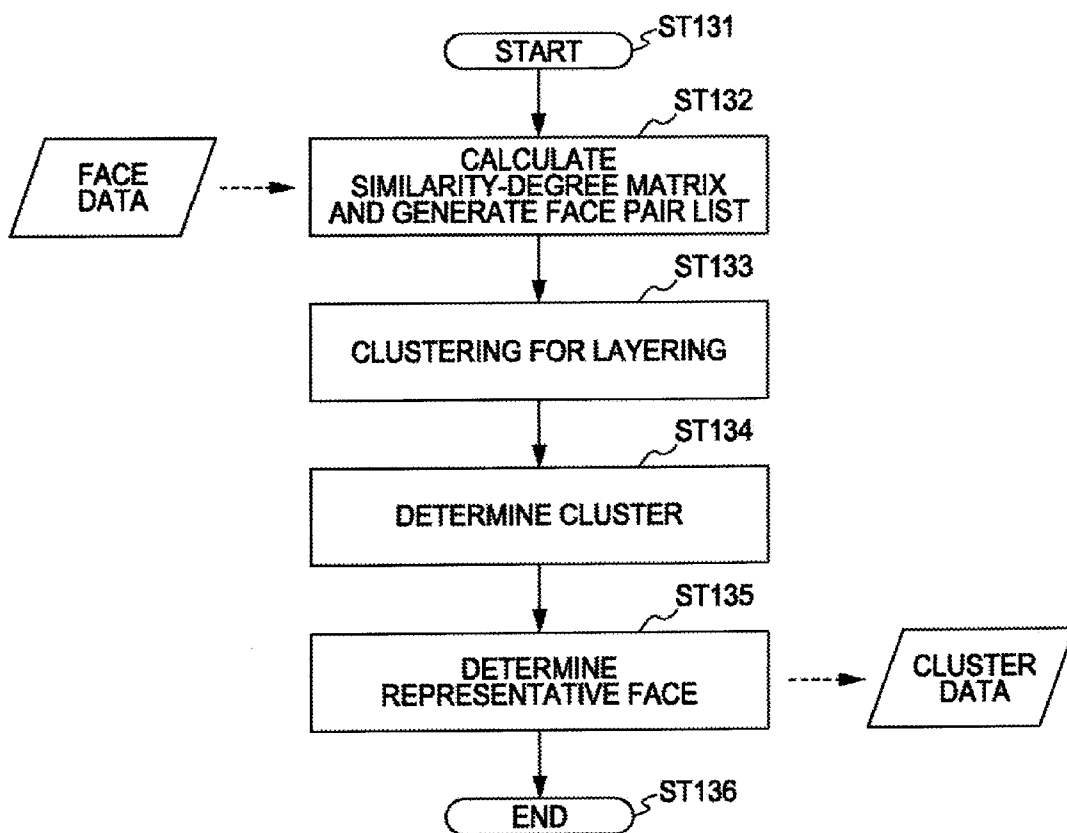 START
ST131
ST132
FACE
DATA
CALCULATE
SIMILARITY-DEGREE MATRIX
AND GENERATE FACE PAIR LIST
ST133
CLUSTERING FOR LAYERING
ST134
DETERMINE CLUSTER
ST135
DETERMINE
REPRESENTATIVE FACE
CLUSTER
DATA
ST136
END